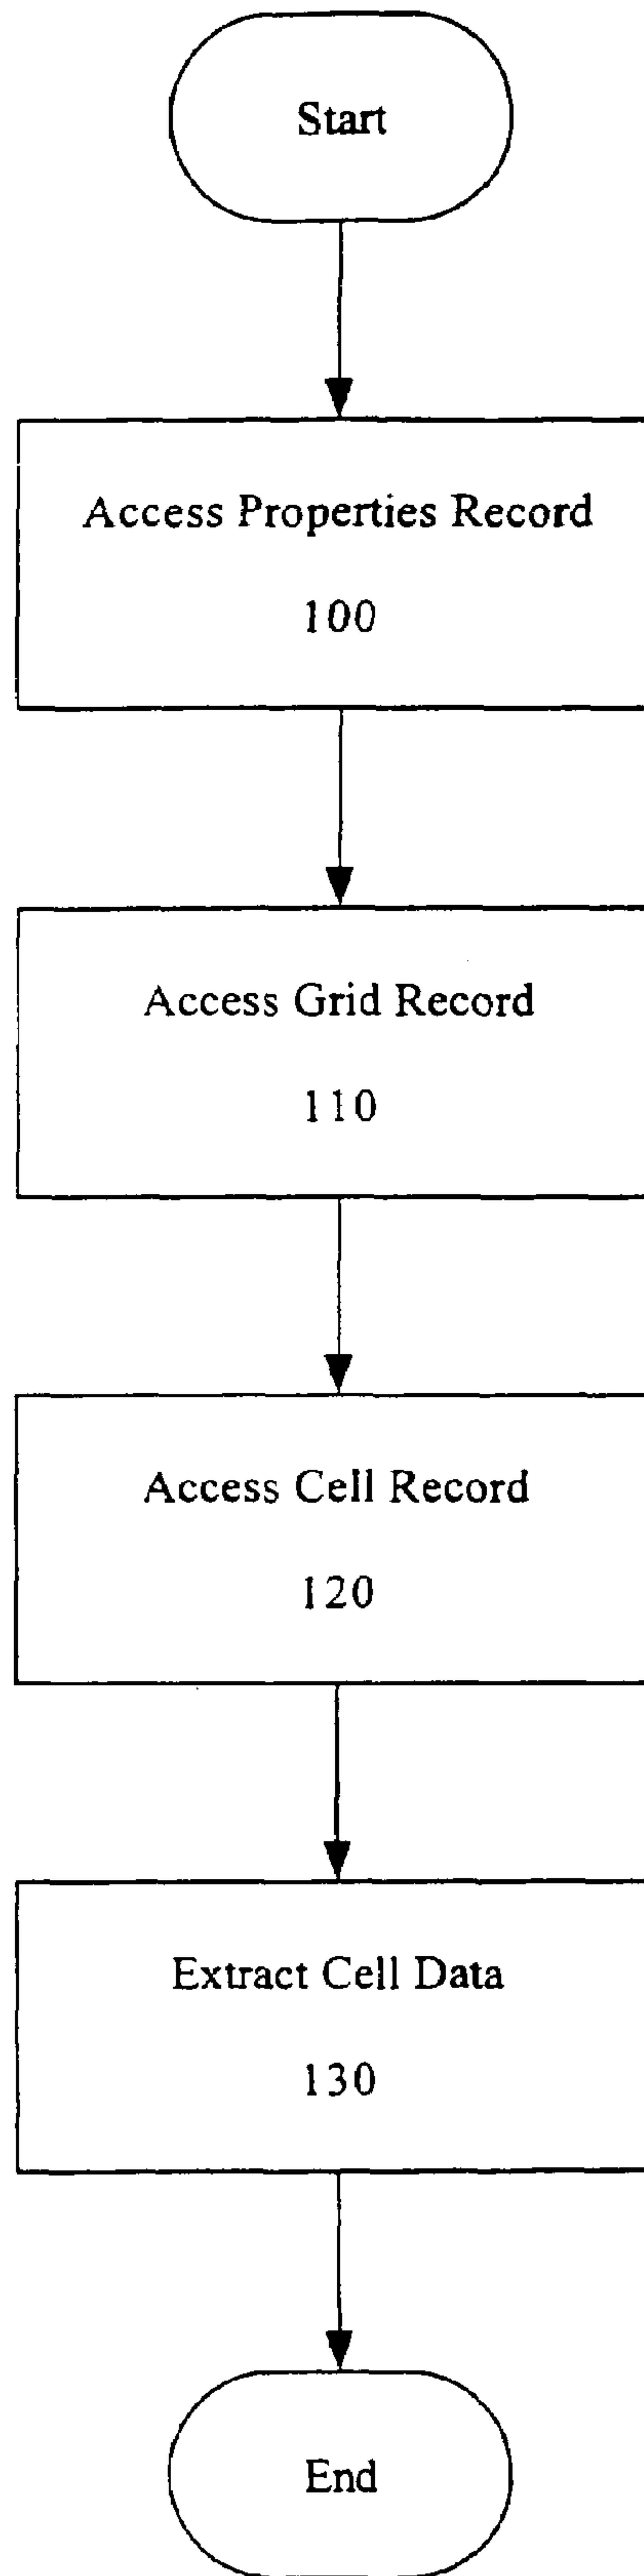 Start
Access Properties Record
100
Access Grid Record
110
Access Cell Record
120
Extract Cell Data
130
End